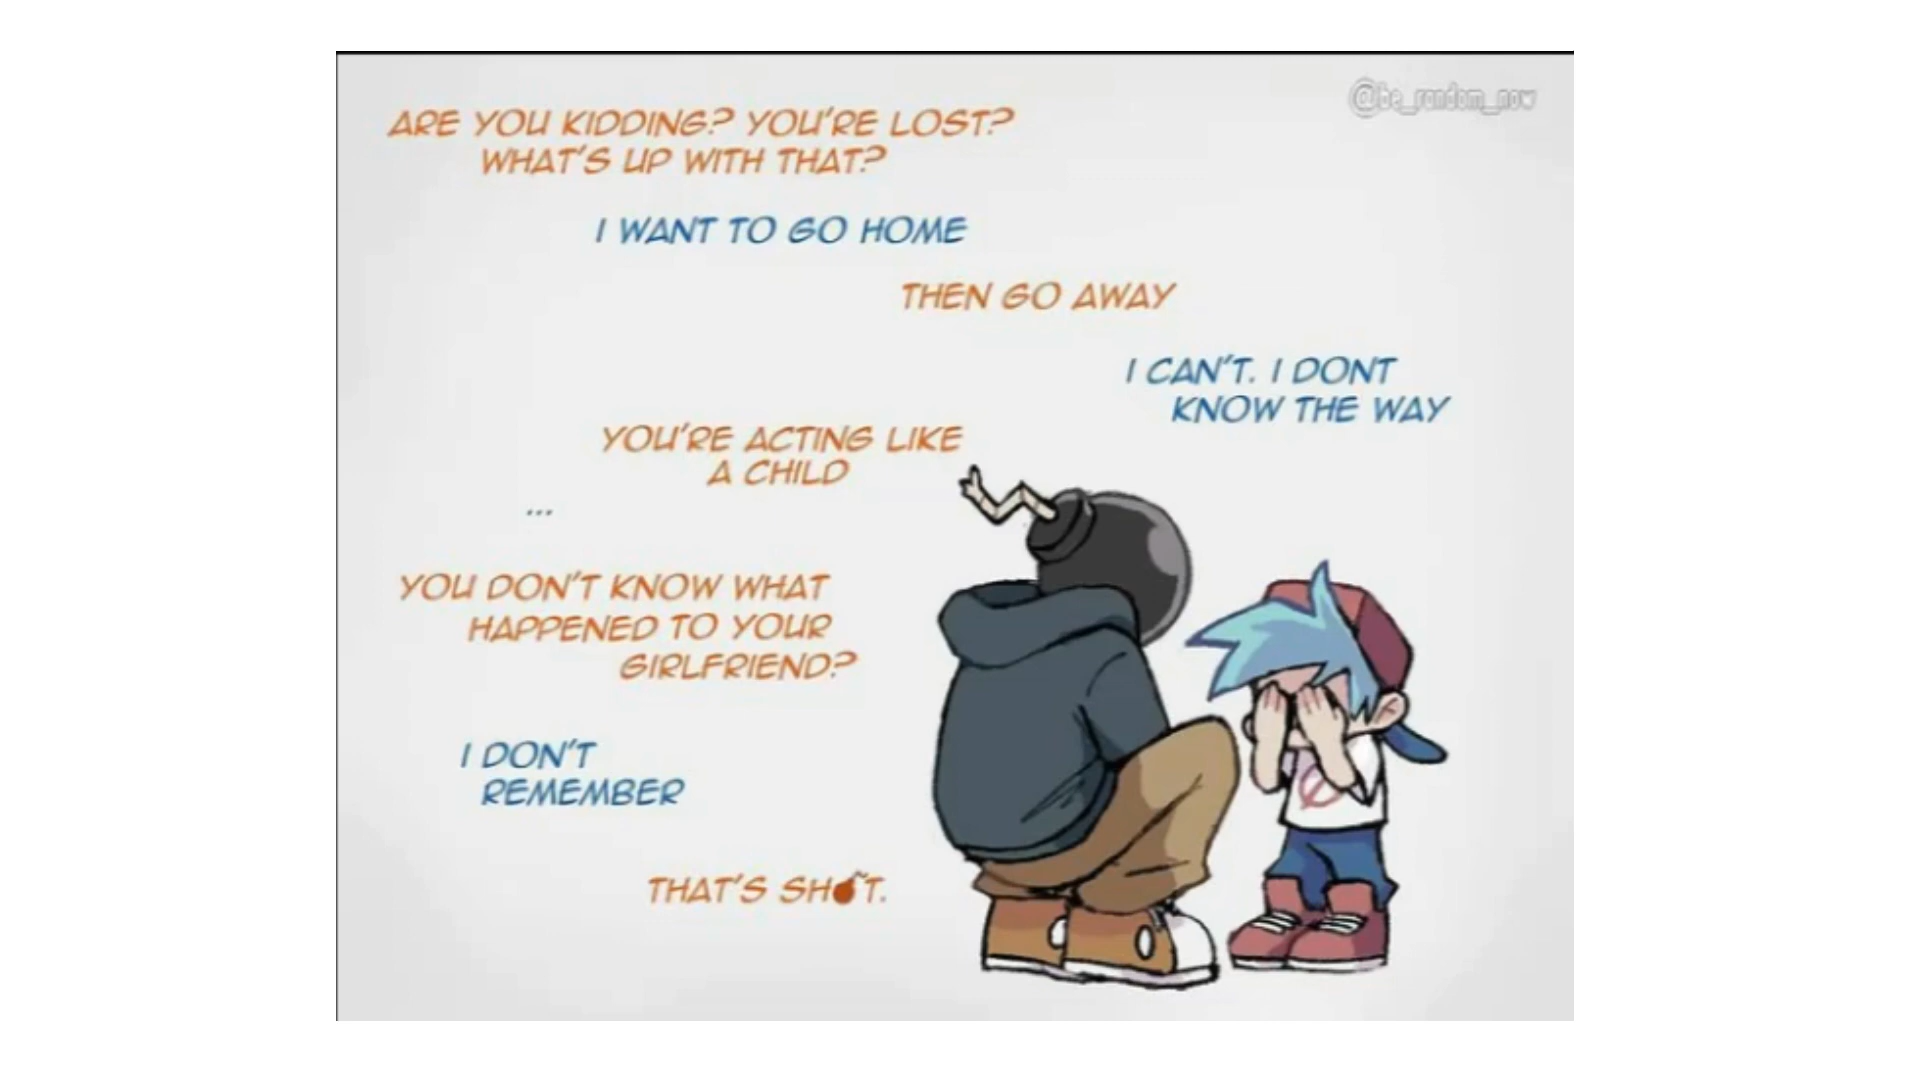 @be_random_now
ARE YOU KIDDING? YOU'RE LOST?
WHAT'S UP WITH THAT?
I WANT TO GO HOME
THEN GO AWAY
I CAN'T. I DONT
KNOW THE WAY
YOU'RE ACTING LIKE
A CHILD
...
YOU DON'T KNOW WHAT
HAPPENED TO YOUR
GIRLFRIEND?
I DON'T
REMEMBER
THAT'S SH💣T.